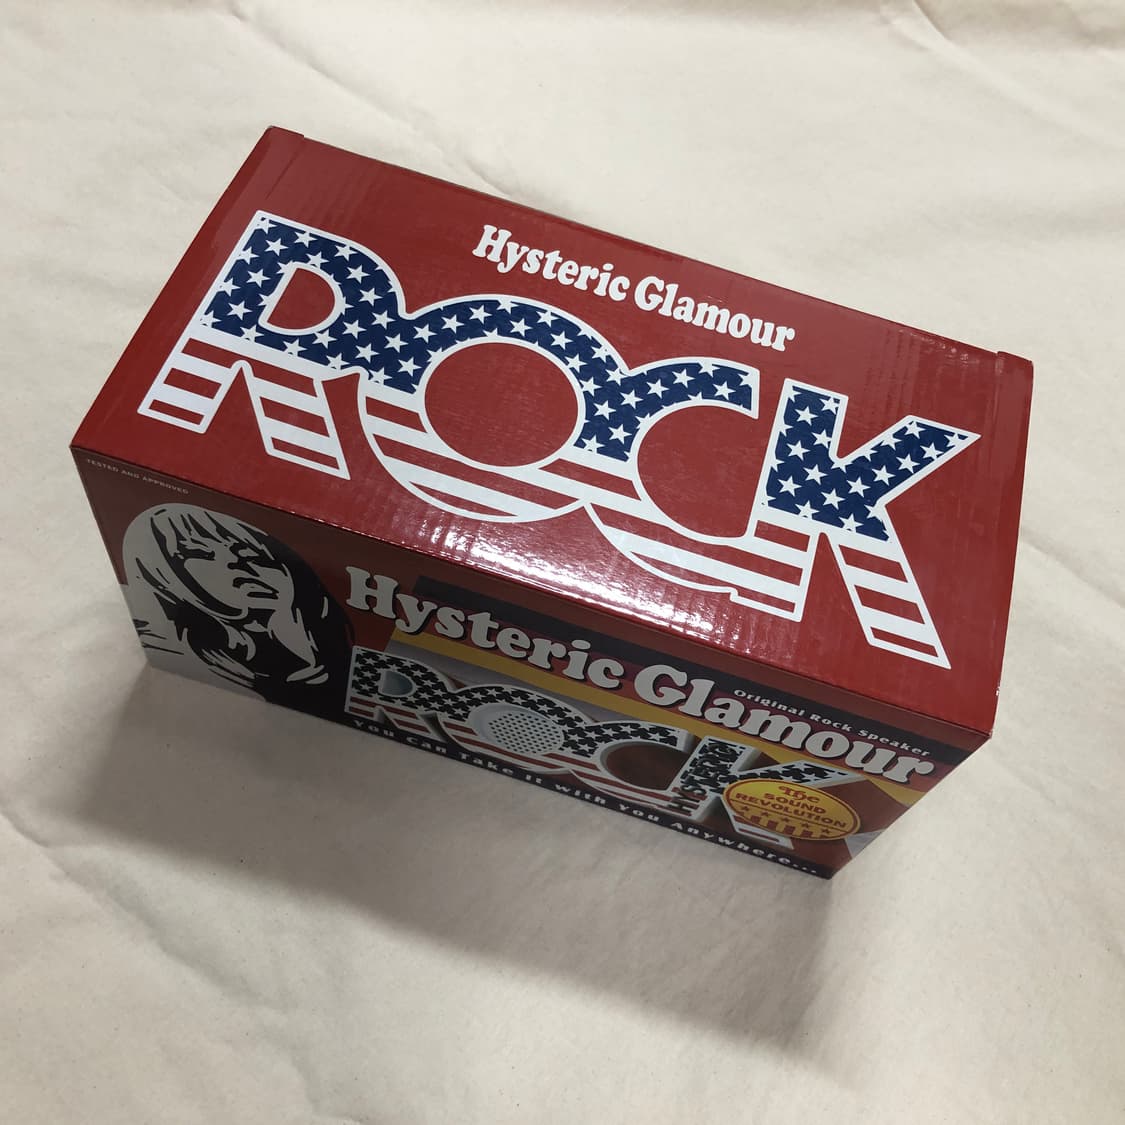 Hysteric Glamour
ROCK
TESTED AND APPROVED
Hysteric Glamour
Original Rock Speaker
ROCK
HYSTERIC
The
SOUND
REVOLUTION
You Can Take it with You Anywhere...